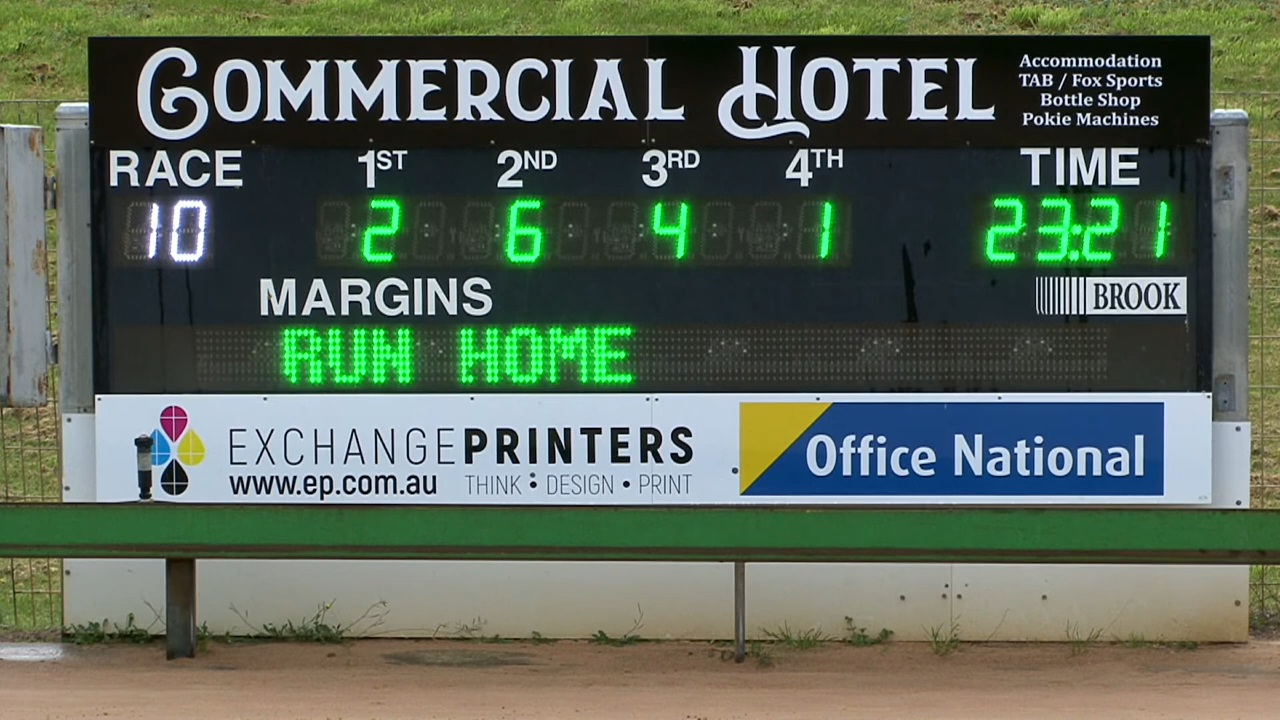 COMMERCIAL HOTEL
Accommodation
TAB / Fox Sports
Bottle Shop
Pokie Machines
RACE 1ST 2ND 3RD 4TH TIME
10 2 6 4 1 23:21
MARGINS
BROOK
RUN HOME
EXCHANGEPRINTERS
www.ep.com.au THINK : DESIGN • PRINT
Office National